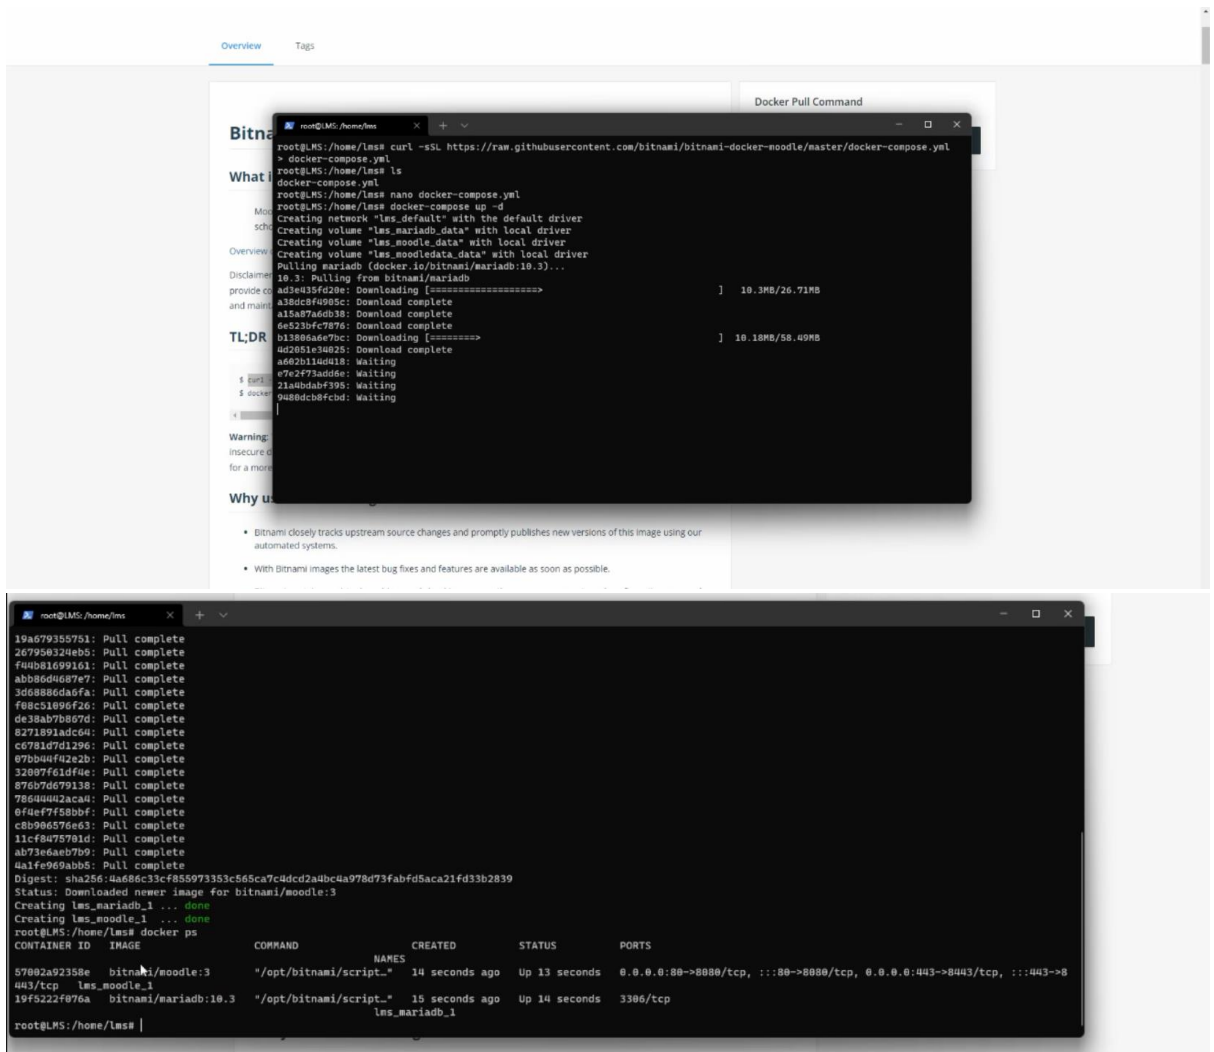 Overview Tags
Docker Pull Command
Bitna
What i
Moo
scho
Overview
Disclaimer
provide co
and maint
TL;DR
$ curl
$ docker
Warning:
insecure d
for a more
Why us
root@LMS: /home/lms
root@LMS:/home/lms# curl -sSL https://raw.githubusercontent.com/bitnami/bitnami-docker-moodle/master/docker-compose.yml
> docker-compose.yml
root@LMS:/home/lms# ls
docker-compose.yml
root@LMS:/home/lms# nano docker-compose.yml
root@LMS:/home/lms# docker-compose up -d
Creating network "lms_default" with the default driver
Creating volume "lms_mariadb_data" with local driver
Creating volume "lms_moodle_data" with local driver
Creating volume "lms_moodledata_data" with local driver
Pulling mariadb (docker.io/bitnami/mariadb:10.3)...
10.3: Pulling from bitnami/mariadb
ad3e435fd20e: Downloading [===================> ] 10.3MB/26.71MB
a38dc8f4905c: Download complete
a15a87a6db38: Download complete
6e523bfc7876: Download complete
b13806a6e7bc: Downloading [========> ] 10.18MB/58.49MB
4d2051e34025: Download complete
a602b114d418: Waiting
e7e2f73add6e: Waiting
21a4bdabf395: Waiting
9480dcb8fcbd: Waiting
• Bitnami closely tracks upstream source changes and promptly publishes new versions of this image using our
automated systems.
• With Bitnami images the latest bug fixes and features are available as soon as possible.
root@LMS: /home/lms
19a679355751: Pull complete
267950324eb5: Pull complete
f44b81699161: Pull complete
abb86d4687e7: Pull complete
3d68886da6fa: Pull complete
f08c51096f26: Pull complete
de38ab7b867d: Pull complete
8271891adc64: Pull complete
c6781d7d1296: Pull complete
07bb44f42e2b: Pull complete
32007f61df4e: Pull complete
876b7d679138: Pull complete
78644442aca4: Pull complete
0f4ef7f58bbf: Pull complete
c8b906576e63: Pull complete
11cf8475701d: Pull complete
ab73e6aeb7b9: Pull complete
4a1fe969abb5: Pull complete
Digest: sha256:4a686c33cf855973353c565ca7c4dcd2a4bc4a978d73fabfd5aca21fd33b2839
Status: Downloaded newer image for bitnami/moodle:3
Creating lms_mariadb_1 ... done
Creating lms_moodle_1 ... done
root@LMS:/home/lms# docker ps
CONTAINER ID IMAGE COMMAND CREATED STATUS PORTS
NAMES
57002a92358e bitnami/moodle:3 "/opt/bitnami/script…" 14 seconds ago Up 13 seconds 0.0.0.0:80->8080/tcp, :::80->8080/tcp, 0.0.0.0:443->8443/tcp, :::443->8
443/tcp lms_moodle_1
19f5222f076a bitnami/mariadb:10.3 "/opt/bitnami/script…" 15 seconds ago Up 14 seconds 3306/tcp
lms_mariadb_1
root@LMS:/home/lms#